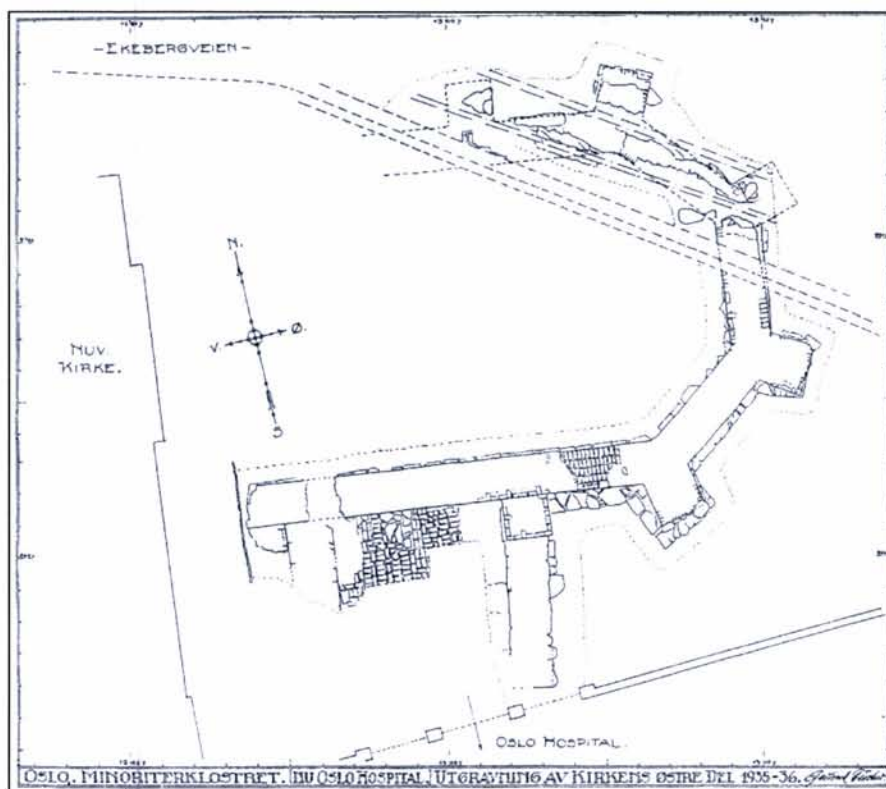 - EKEBERGVEIEN -
N.
V. Ø.
S
NUV.
KIRKE.
OSLO HOSPITAL.
OSLO. MINORITERKLOSTRET. (NU OSLO HOSPITAL.) UTGRAVNING AV KIRKENS ØSTRE DEL 1935-36.